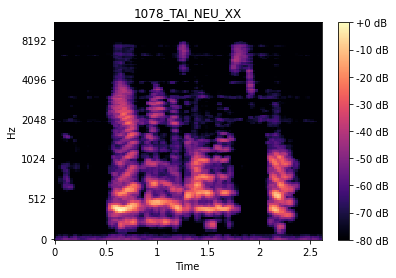 1078_TAI_NEU_XX
+0 dB
8192
-10 dB
4096
-20 dB
-30 dB
2048
Hz
-40 dB
1024
-50 dB
512
-60 dB
-70 dB
0
-80 dB
0 0.5 1 1.5 2 2.5
Time